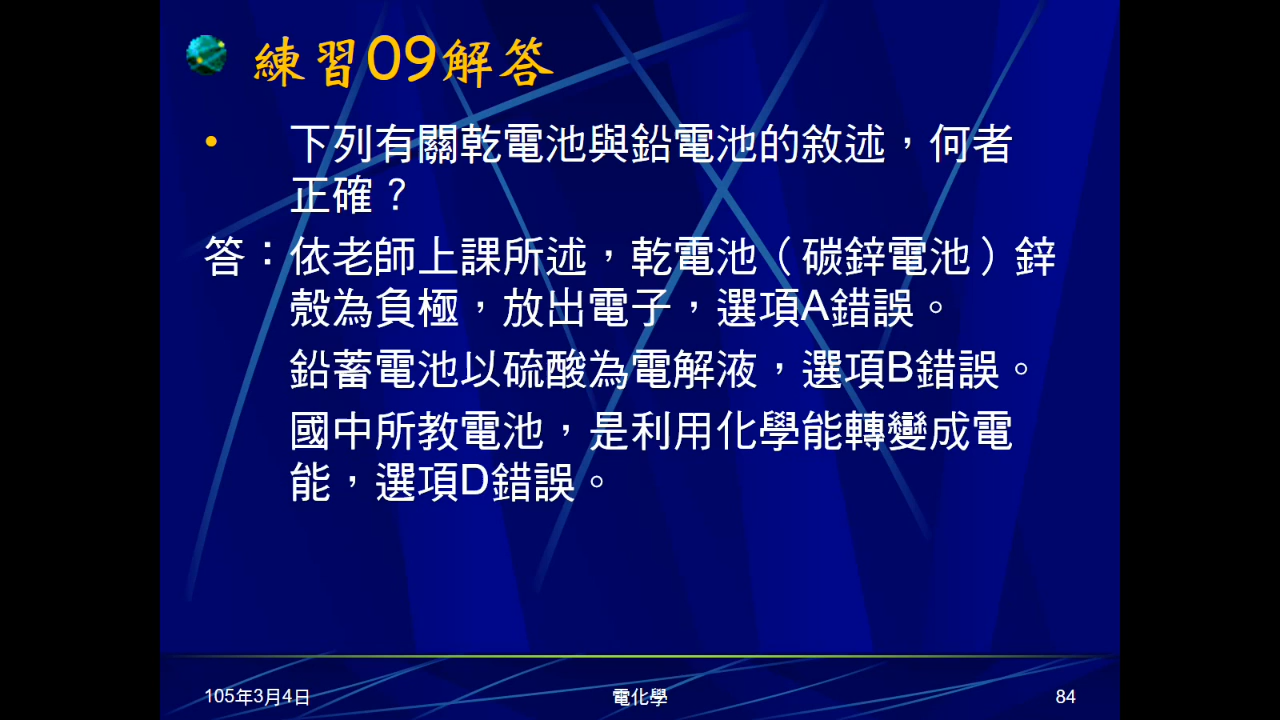 練習09解答
• 下列有關乾電池與鉛電池的敘述，何者
正確？
答：依老師上課所述，乾電池（碳鋅電池）鋅
殼為負極，放出電子，選項A錯誤。
鉛蓄電池以硫酸為電解液，選項B錯誤。
國中所教電池，是利用化學能轉變成電
能，選項D錯誤。
105年3月4日
電化學
84